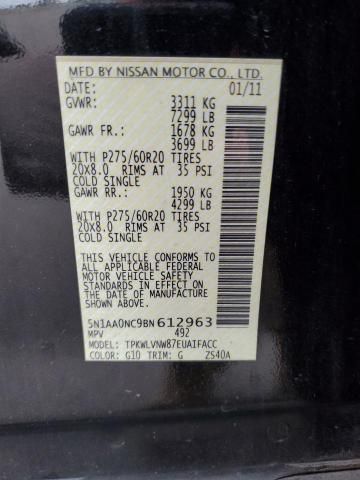 MFD BY NISSAN MOTOR CO., LTD.
DATE: 01/11
GVWR: 3311 KG
7299 LB
GAWR FR.: 1678 KG
3699 LB
WITH P275/60R20 TIRES
20X8.0 RIMS AT 35 PSI
COLD SINGLE
GAWR RR.: 1950 KG
4299 LB
WITH P275/60R20 TIRES
20X8.0 RIMS AT 35 PSI
COLD SINGLE
THIS VEHICLE CONFORMS TO ALL
APPLICABLE FEDERAL MOTOR VEHICLE
SAFETY STANDARDS IN EFFECT ON
THE DATE OF MANUFACTURE SHOWN
ABOVE.
5N1AA0NC9BN612963
MPV 492
MODEL: TPKWLVNW87EUAIFACC
COLOR: G10 TRIM: G ZS40A